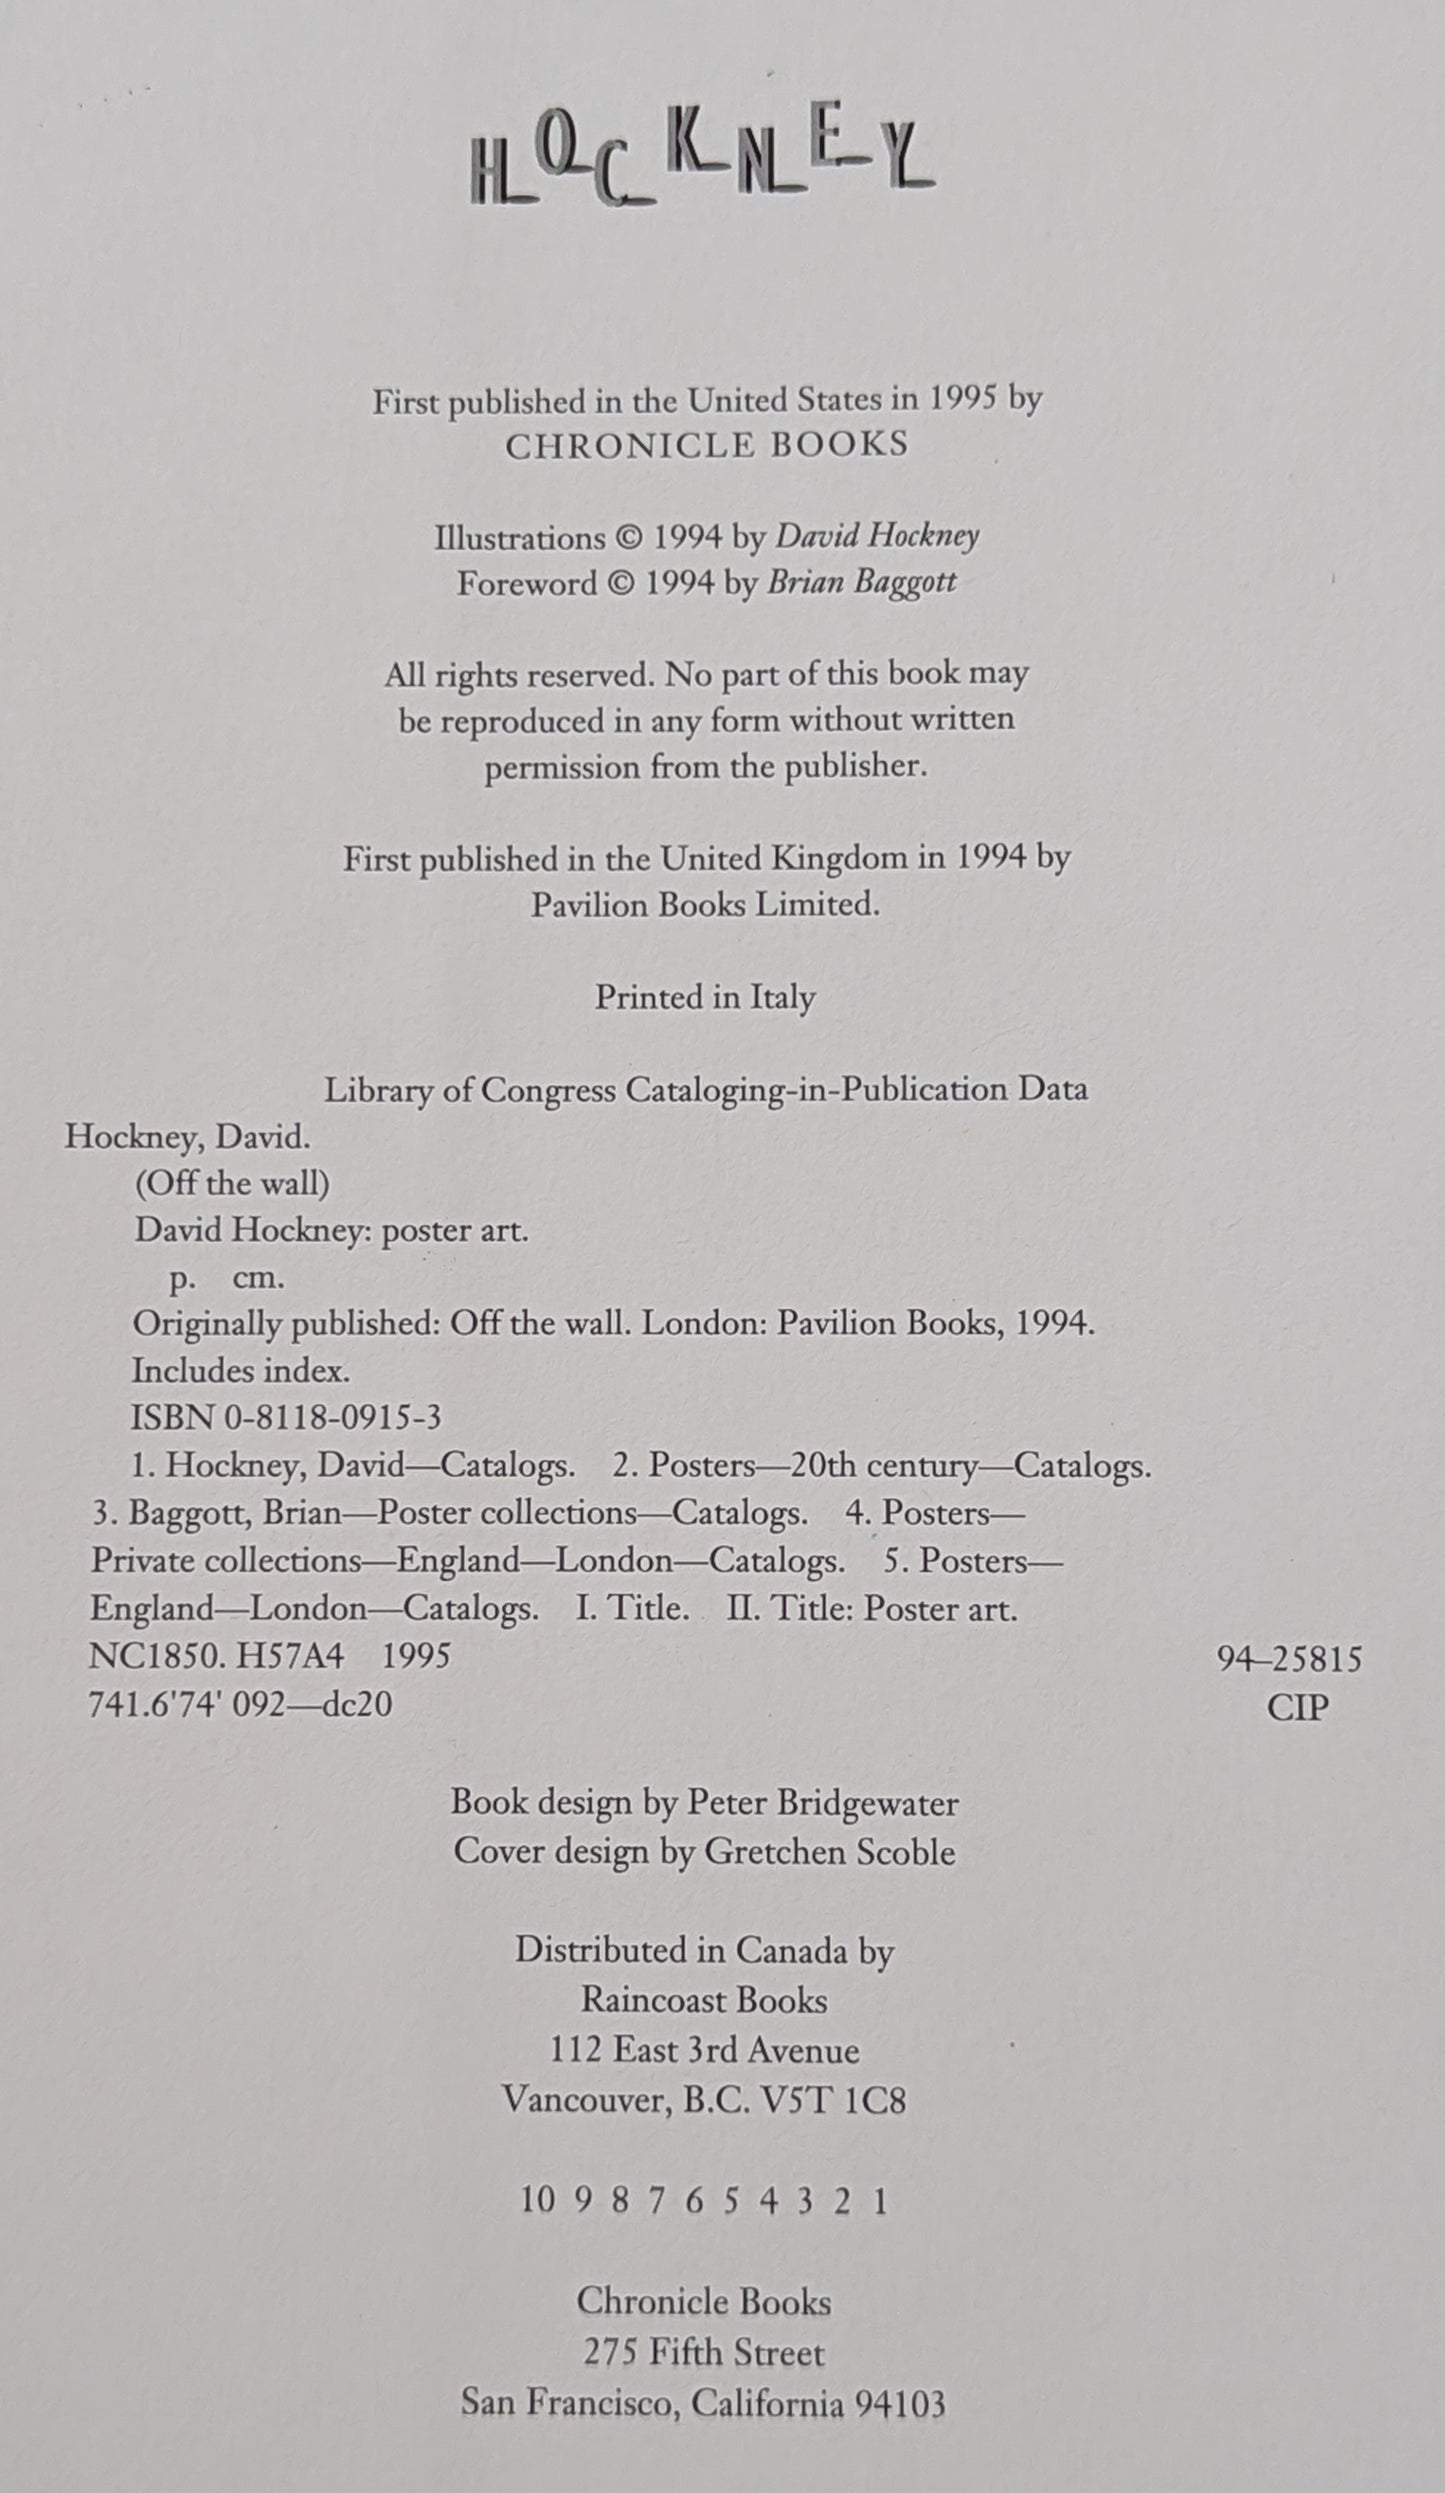 HOCKNEY
First published in the United States in 1995 by
CHRONICLE BOOKS
Illustrations © 1994 by David Hockney
Foreword © 1994 by Brian Baggott
All rights reserved. No part of this book may
be reproduced in any form without written
permission from the publisher.
First published in the United Kingdom in 1994 by
Pavilion Books Limited.
Printed in Italy
Library of Congress Cataloging-in-Publication Data
Hockney, David.
(Off the wall)
David Hockney: poster art.
p. cm.
Originally published: Off the wall. London: Pavilion Books, 1994.
Includes index.
ISBN 0-8118-0915-3
1. Hockney, David—Catalogs. 2. Posters—20th century—Catalogs.
3. Baggott, Brian—Poster collections—Catalogs. 4. Posters—
Private collections—England—London—Catalogs. 5. Posters—
England—London—Catalogs. I. Title. II. Title: Poster art.
NC1850. H57A4 1995 94–25815
741.6'74' 092—dc20 CIP
Book design by Peter Bridgewater
Cover design by Gretchen Scoble
Distributed in Canada by
Raincoast Books
112 East 3rd Avenue
Vancouver, B.C. V5T 1C8
10 9 8 7 6 5 4 3 2 1
Chronicle Books
275 Fifth Street
San Francisco, California 94103